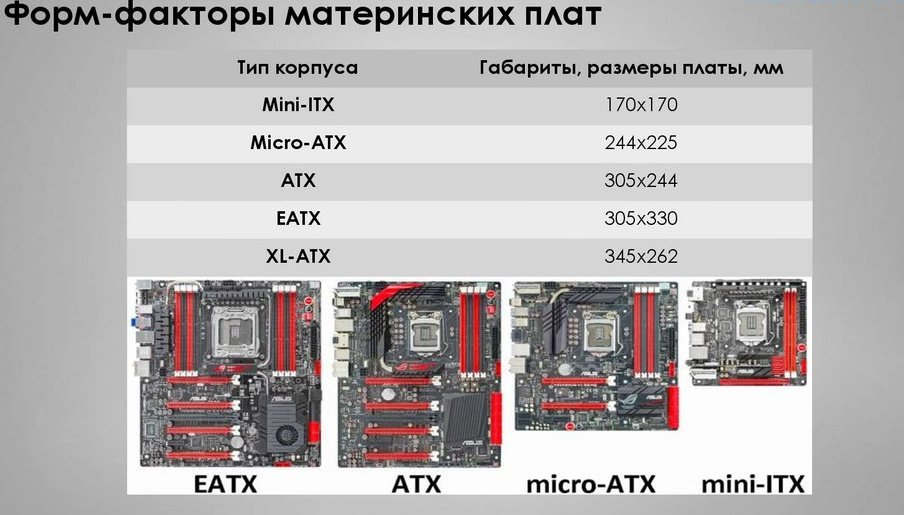 Форм-факторы материнских плат
Тип корпуса Габариты, размеры платы, мм
Mini-ITX 170x170
Micro-ATX 244x225
ATX 305x244
EATX 305x330
XL-ATX 345x262
EATX ATX micro-ATX mini-ITX